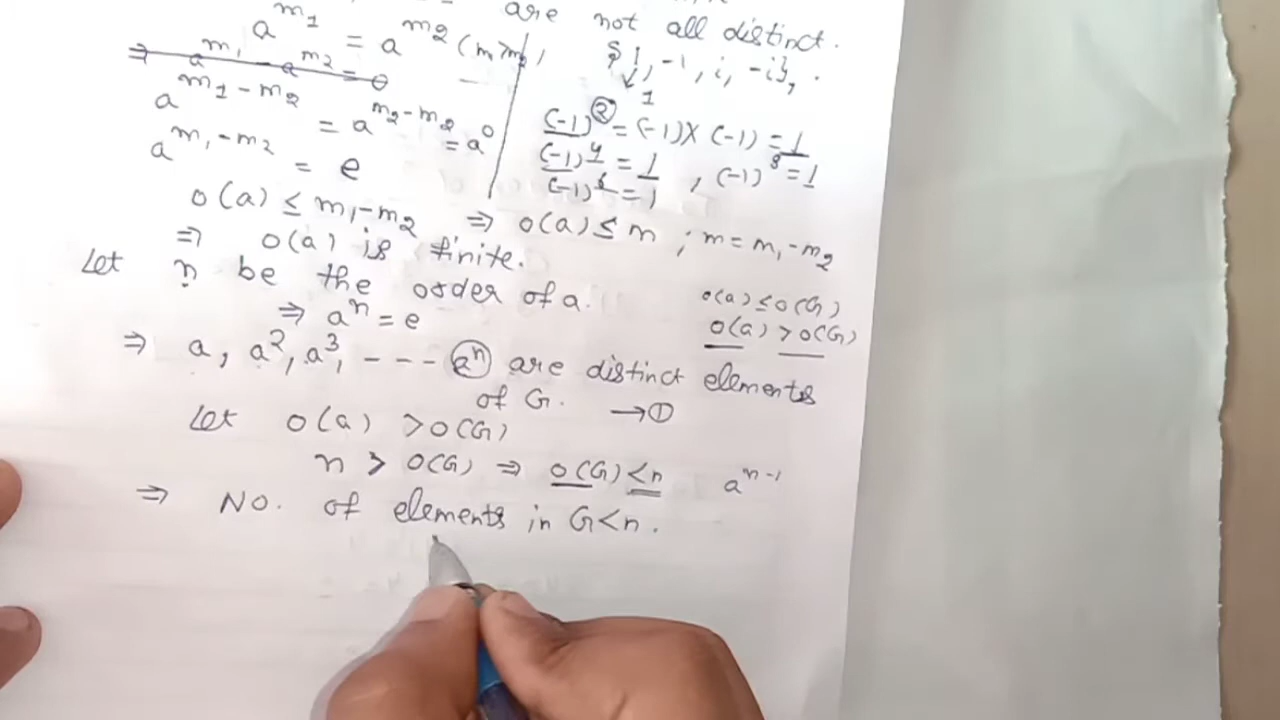 are not all distinct.
a^m1 = a^m2 (m1>m2)
⇒ a^m1 - a^m2 = 0
a^m1-m2 = a^m2-m2 = a^0
a^m1-m2 = e
{1, -1, i, -i},
1
(-1)^2 = (-1) X (-1) = 1
(-1)^4 = 1 , (-1)^8 = 1
(-1)^6 = 1
o(a) ≤ m1-m2 ⇒ o(a) ≤ m ; m = m1-m2
⇒ o(a) is finite.
Let n be the order of a.
⇒ a^n = e
o(a) ≤ o(G)
o(a) > o(G)
⇒ a, a^2, a^3, ---- a^n are distinct elements
of G. → ①
Let o(a) > o(G)
n > o(G) ⇒ o(G) < n a^n-1
⇒ No. of elements in G < n.